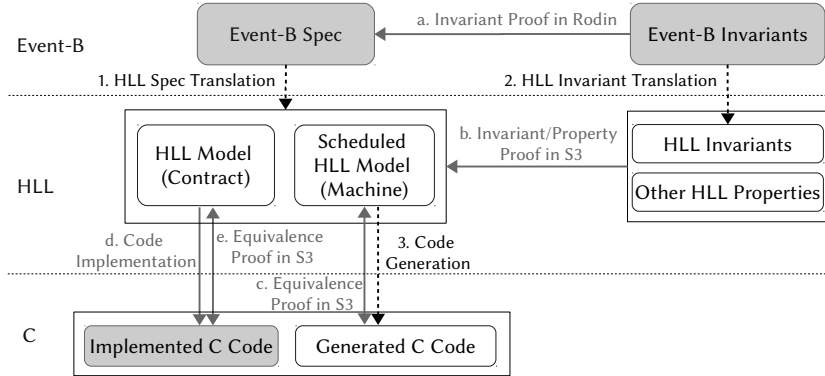 a. Invariant Proof in Rodin
Event-B
Event-B Spec
Event-B Invariants
1. HLL Spec Translation
2. HLL Invariant Translation
HLL
HLL Model
(Contract)
Scheduled
HLL Model
(Machine)
b. Invariant/Property
Proof in S3
HLL Invariants
Other HLL Properties
d. Code
Implementation
e. Equivalence
Proof in S3
3. Code
Generation
c. Equivalence
Proof in S3
C
Implemented C Code
Generated C Code